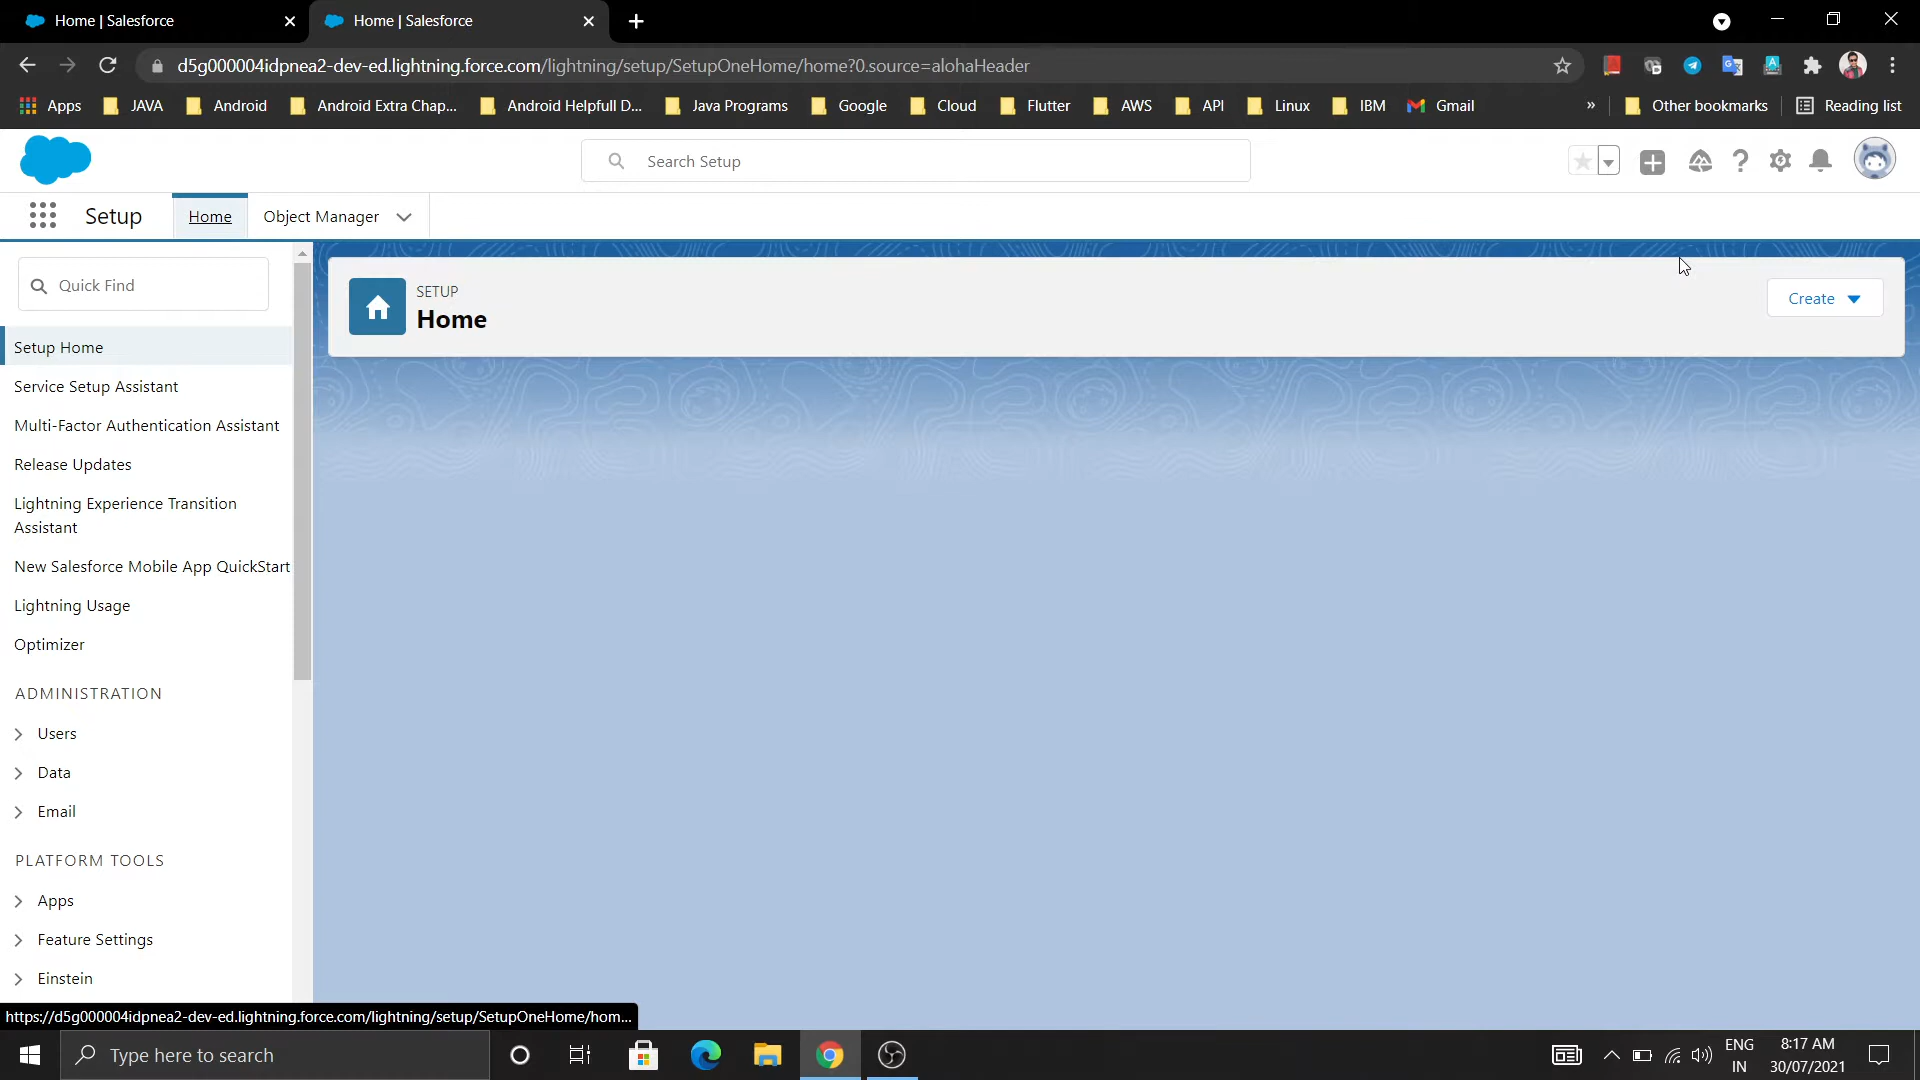 Home | Salesforce
Home | Salesforce
d5g000004idpnea2-dev-ed.lightning.force.com/lightning/setup/SetupOneHome/home?0.source=alohaHeader
Apps JAVA Android Android Extra Chap... Android Helpfull D... Java Programs Google Cloud Flutter AWS API Linux IBM Gmail » Other bookmarks Reading list
Search Setup
Setup Home Object Manager
Quick Find
SETUP
Home
Create
Setup Home
Service Setup Assistant
Multi-Factor Authentication Assistant
Release Updates
Lightning Experience Transition
Assistant
New Salesforce Mobile App QuickStart
Lightning Usage
Optimizer
ADMINISTRATION
Users
Data
Email
PLATFORM TOOLS
Apps
Feature Settings
Einstein
https://d5g000004idpnea2-dev-ed.lightning.force.com/lightning/setup/SetupOneHome/hom...
Type here to search
ENG
IN
8:17 AM
30/07/2021